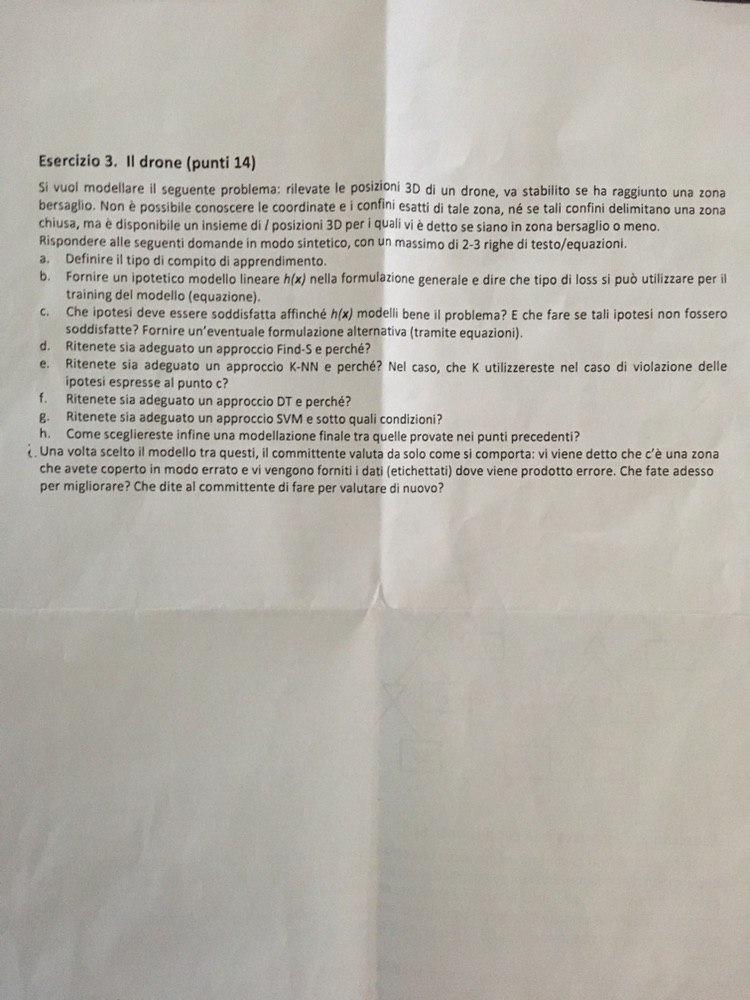 Esercizio 3. Il drone (punti 14)
Si vuol modellare il seguente problema: rilevate le posizioni 3D di un drone, va stabilito se ha raggiunto una zona
bersaglio. Non è possibile conoscere le coordinate e i confini esatti di tale zona, né se tali confini delimitano una zona
chiusa, ma è disponibile un insieme di l posizioni 3D per i quali vi è detto se siano in zona bersaglio o meno.
Rispondere alle seguenti domande in modo sintetico, con un massimo di 2-3 righe di testo/equazioni.
a. Definire il tipo di compito di apprendimento.
b. Fornire un ipotetico modello lineare h(x) nella formulazione generale e dire che tipo di loss si può utilizzare per il
training del modello (equazione).
c. Che ipotesi deve essere soddisfatta affinché h(x) modelli bene il problema? E che fare se tali ipotesi non fossero
soddisfatte? Fornire un'eventuale formulazione alternativa (tramite equazioni).
d. Ritenete sia adeguato un approccio Find-S e perché?
e. Ritenete sia adeguato un approccio K-NN e perché? Nel caso, che K utilizzereste nel caso di violazione delle
ipotesi espresse al punto c?
f. Ritenete sia adeguato un approccio DT e perché?
g. Ritenete sia adeguato un approccio SVM e sotto quali condizioni?
h. Come scegliereste infine una modellazione finale tra quelle provate nei punti precedenti?
i. Una volta scelto il modello tra questi, il committente valuta da solo come si comporta: vi viene detto che c'è una zona
che avete coperto in modo errato e vi vengono forniti i dati (etichettati) dove viene prodotto errore. Che fate adesso
per migliorare? Che dite al committente di fare per valutare di nuovo?